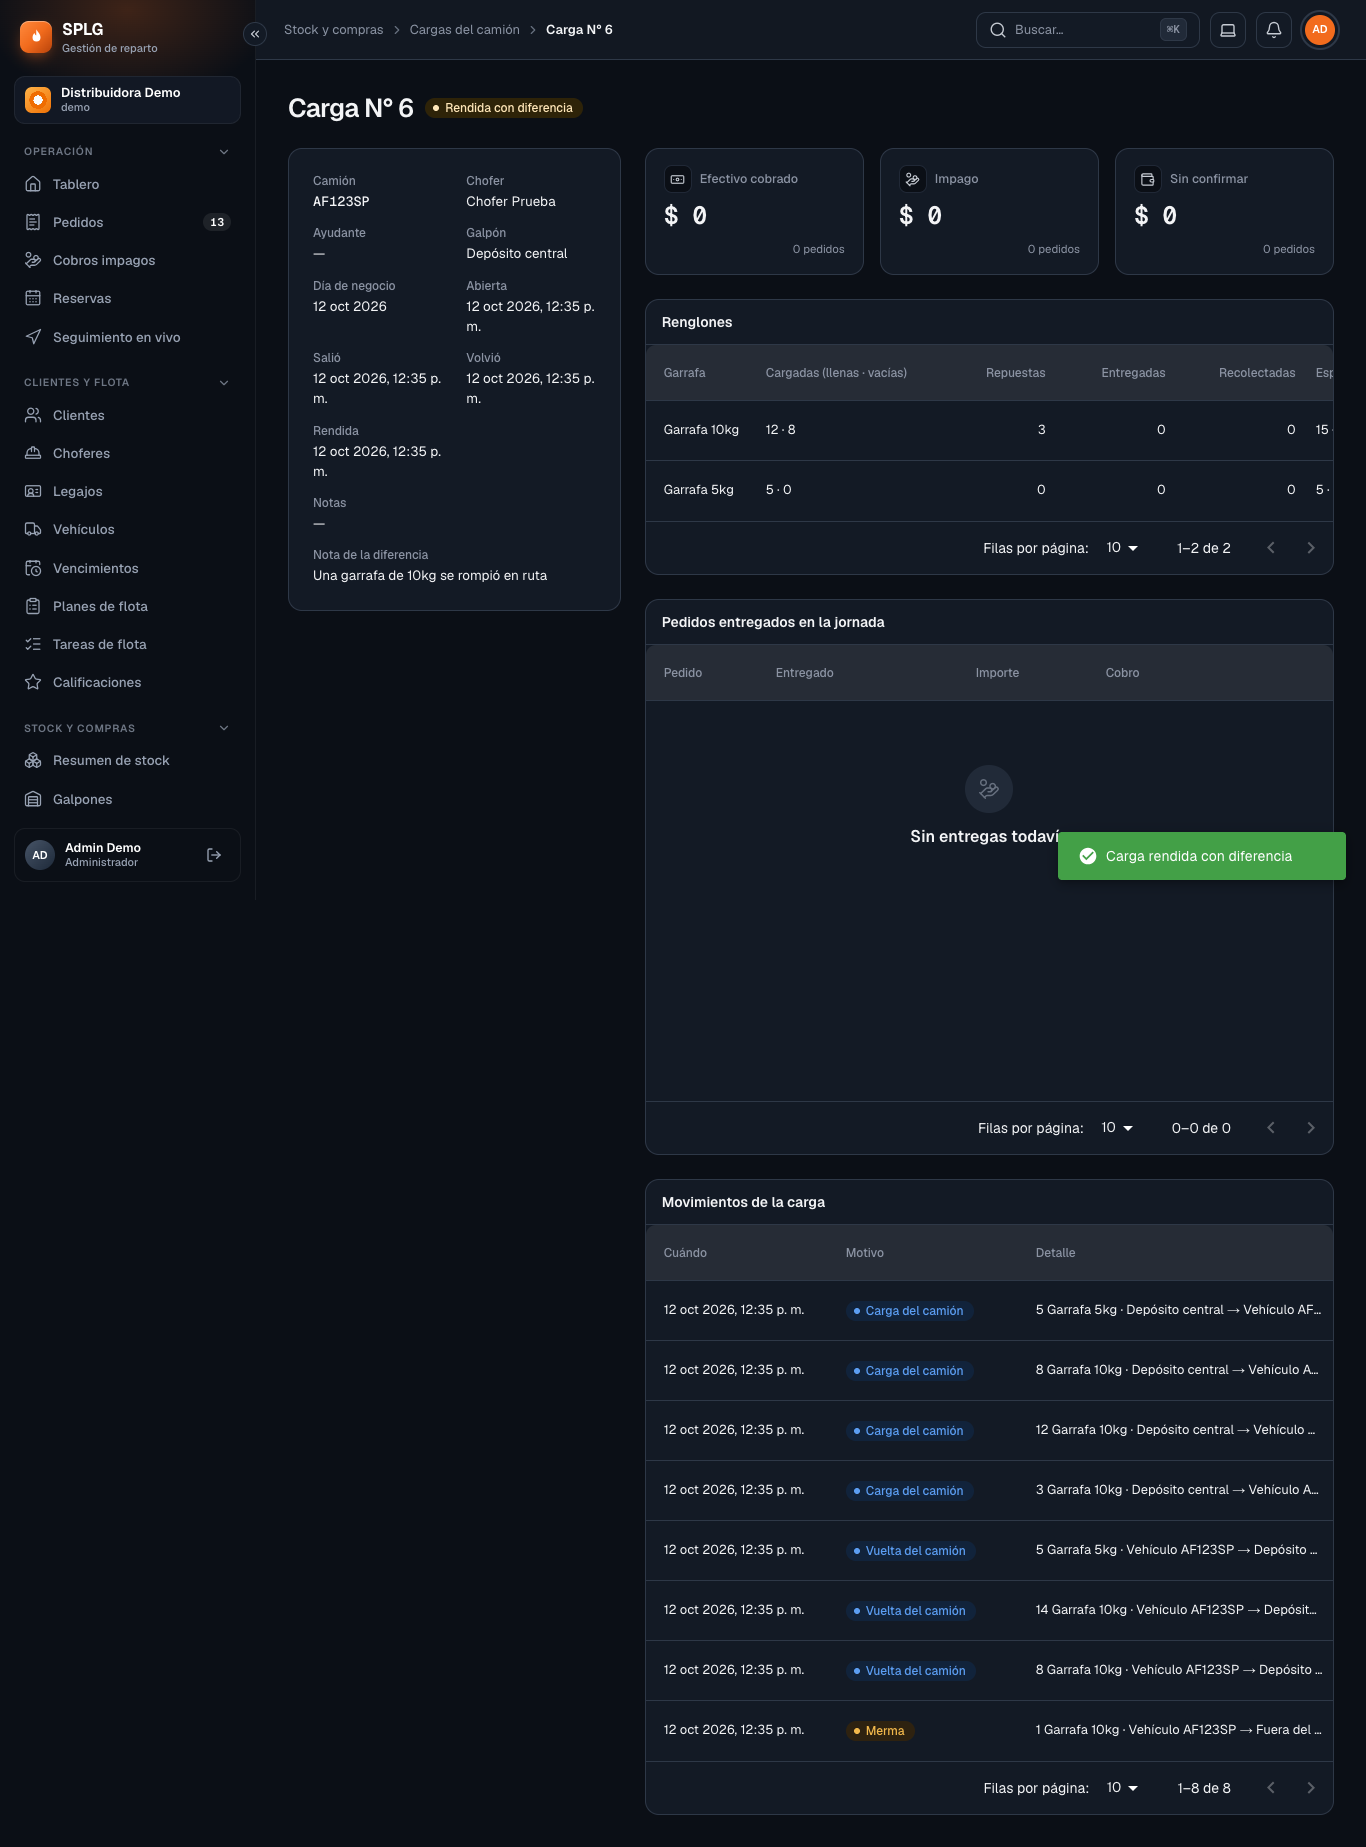 SPLG
Gestión de reparto
Distribuidora Demo
demo
OPERACIÓN
Tablero
Pedidos 13
Cobros impagos
Reservas
Seguimiento en vivo
CLIENTES Y FLOTA
Clientes
Choferes
Legajos
Vehículos
Vencimientos
Planes de flota
Tareas de flota
Calificaciones
STOCK Y COMPRAS
Resumen de stock
Galpones
AD
Admin Demo
Administrador
Stock y compras > Cargas del camión > Carga N° 6
Buscar... ⌘K
AD
Carga N° 6
Rendida con diferencia
Camión
AF123SP
Chofer
Chofer Prueba
Ayudante
—
Galpón
Depósito central
Día de negocio
12 oct 2026
Abierta
12 oct 2026, 12:35 p.
m.
Salió
12 oct 2026, 12:35 p.
m.
Volvió
12 oct 2026, 12:35 p.
m.
Rendida
12 oct 2026, 12:35 p.
m.
Notas
—
Nota de la diferencia
Una garrafa de 10kg se rompió en ruta
Efectivo cobrado
$ 0
0 pedidos
Impago
$ 0
0 pedidos
Sin confirmar
$ 0
0 pedidos
Renglones
Garrafa Cargadas (llenas · vacías) Repuestas Entregadas Recolectadas Esp
Garrafa 10kg 12 · 8 3 0 0 15 ·
Garrafa 5kg 5 · 0 0 0 0 5 ·
Filas por página: 10 1–2 de 2
Pedidos entregados en la jornada
Pedido Entregado Importe Cobro
Sin entregas todaví
Carga rendida con diferencia
Filas por página: 10 0–0 de 0
Movimientos de la carga
Cuándo Motivo Detalle
12 oct 2026, 12:35 p. m. Carga del camión 5 Garrafa 5kg · Depósito central → Vehículo AF...
12 oct 2026, 12:35 p. m. Carga del camión 8 Garrafa 10kg · Depósito central → Vehículo A...
12 oct 2026, 12:35 p. m. Carga del camión 12 Garrafa 10kg · Depósito central → Vehículo ...
12 oct 2026, 12:35 p. m. Carga del camión 3 Garrafa 10kg · Depósito central → Vehículo A...
12 oct 2026, 12:35 p. m. Vuelta del camión 5 Garrafa 5kg · Vehículo AF123SP → Depósito ...
12 oct 2026, 12:35 p. m. Vuelta del camión 14 Garrafa 10kg · Vehículo AF123SP → Depósit...
12 oct 2026, 12:35 p. m. Vuelta del camión 8 Garrafa 10kg · Vehículo AF123SP → Depósito ...
12 oct 2026, 12:35 p. m. Merma 1 Garrafa 10kg · Vehículo AF123SP → Fuera del ...
Filas por página: 10 1–8 de 8